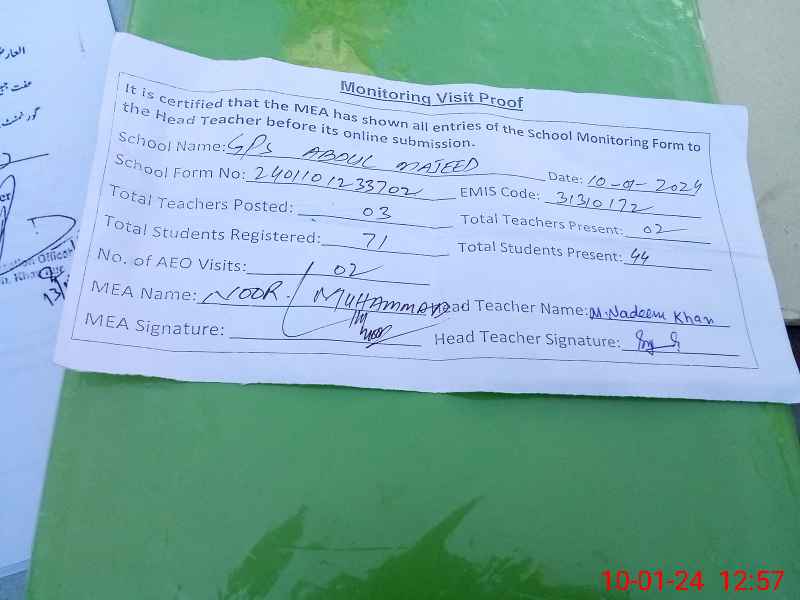 العارض
گورنمنٹ
Monitoring Visit Proof
It is certified that the MEA has shown all entries of the School Monitoring Form to
the Head Teacher before its online submission.
School Name: GPS ABDUL MAJEED Date: 10-01-2024
School Form No: 2401101233702 EMIS Code: 31310172
Total Teachers Posted: 03 Total Teachers Present: 02
Total Students Registered: 71 Total Students Present: 44
No. of AEO Visits: 02
MEA Name: NOOR MUHAMMAD Head Teacher Name: M. Nadeem Khan
MEA Signature: Head Teacher Signature:
10-01-24 12:57